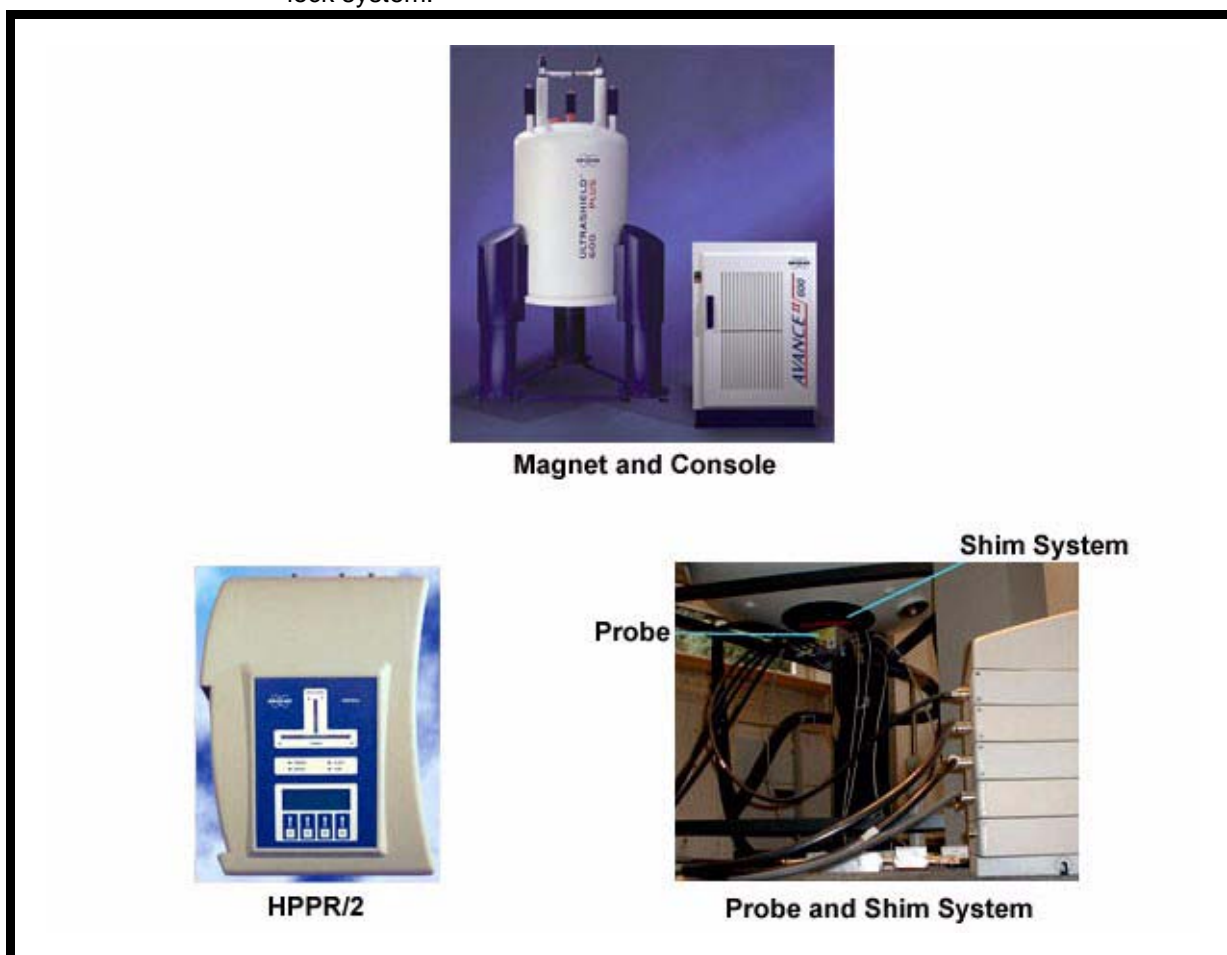 lock system.
ULTRASHIELD
600 PLUS
AVANCE II 600
Magnet and Console
Shim System
Probe
HPPR/2
Probe and Shim System